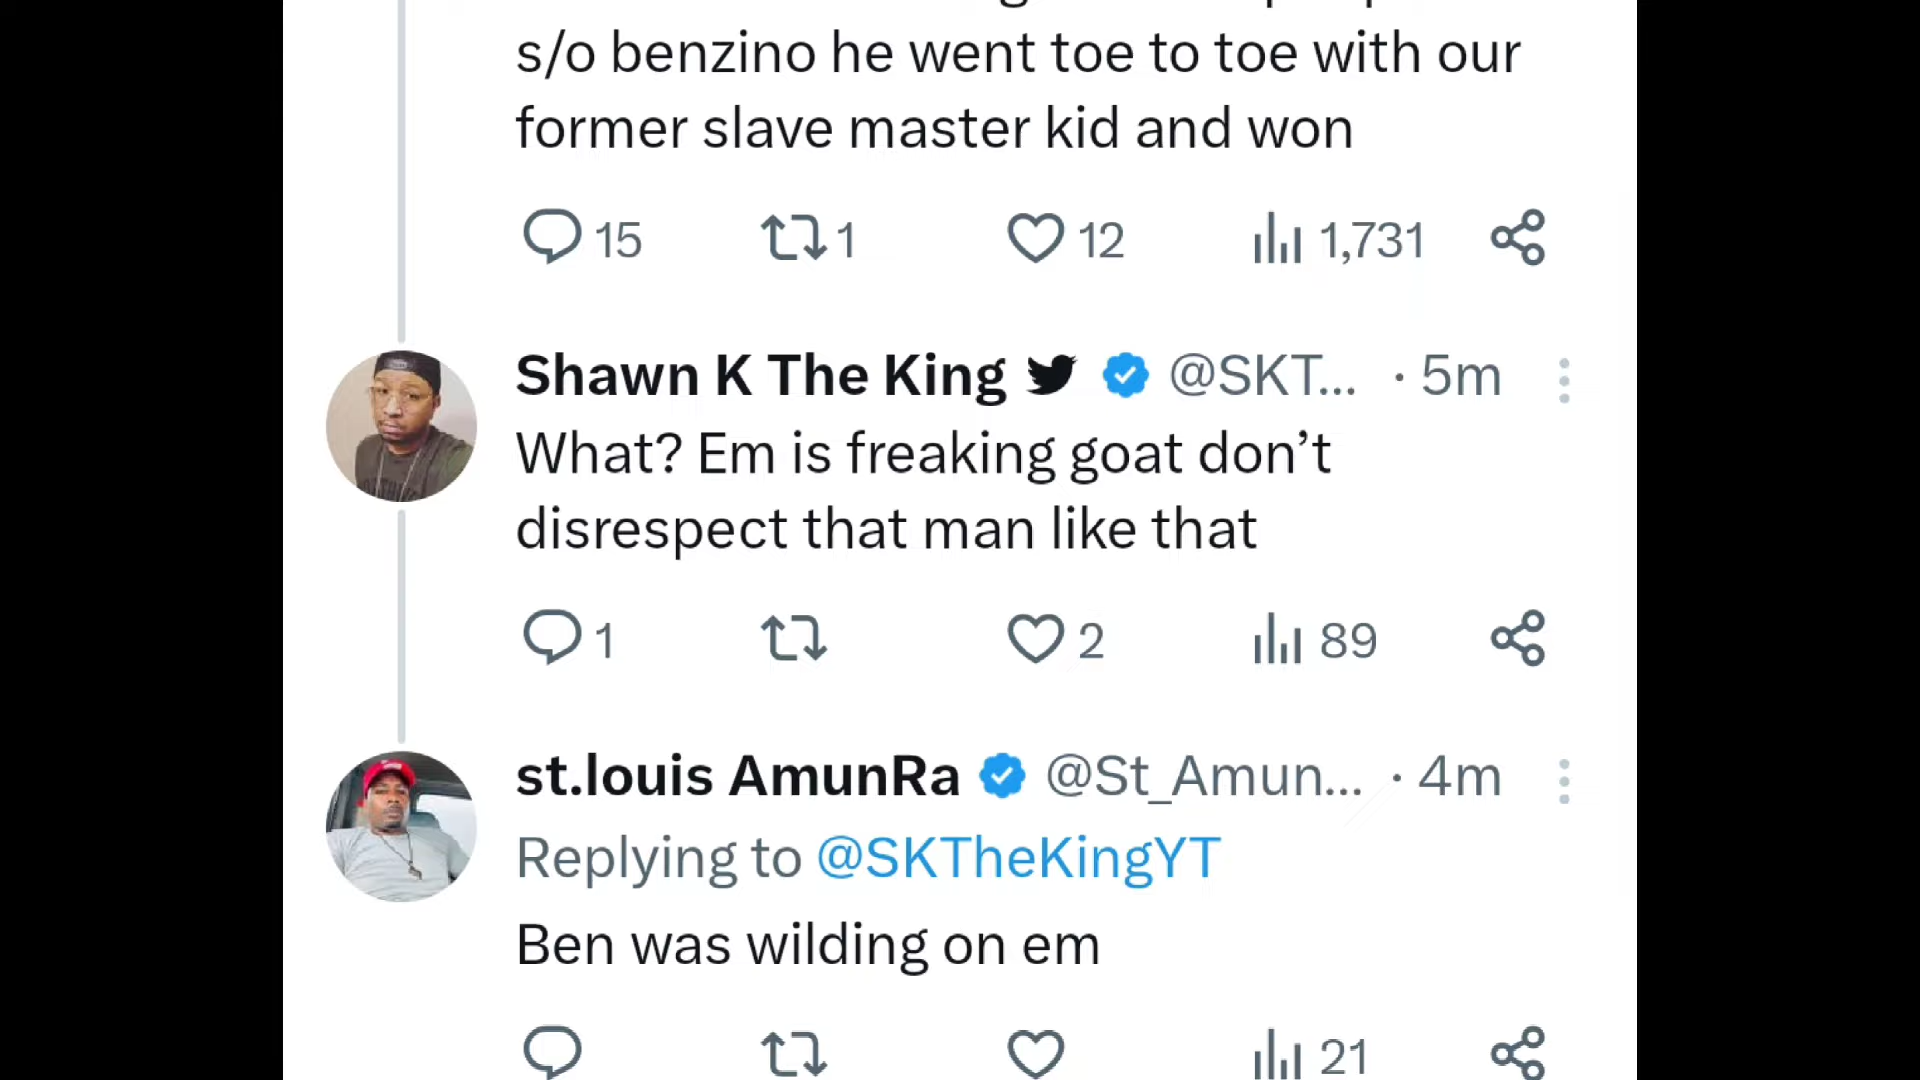 s/o benzino he went toe to toe with our
former slave master kid and won
15 1 12 1,731
Shawn K The King @SKT... · 5m
What? Em is freaking goat don’t
disrespect that man like that
1 2 89
st.louis AmunRa @St_Amun... · 4m
Replying to @SKTheKingYT
Ben was wilding on em
21